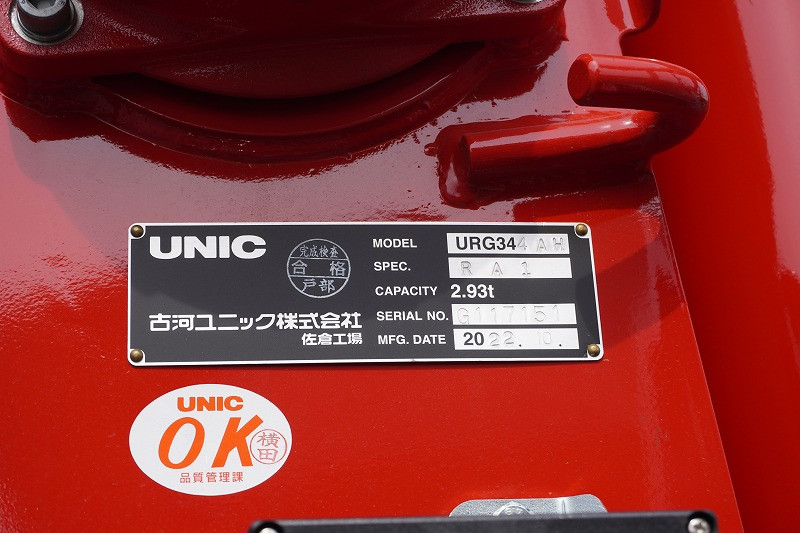 UNIC
完成検査
合格
戸部
MODEL URG344AH
SPEC. RA1
CAPACITY 2.93t
SERIAL NO. G117151
MFG. DATE 2022.10.
古河ユニック株式会社
佐倉工場
UNIC
OK
横田
品質管理課